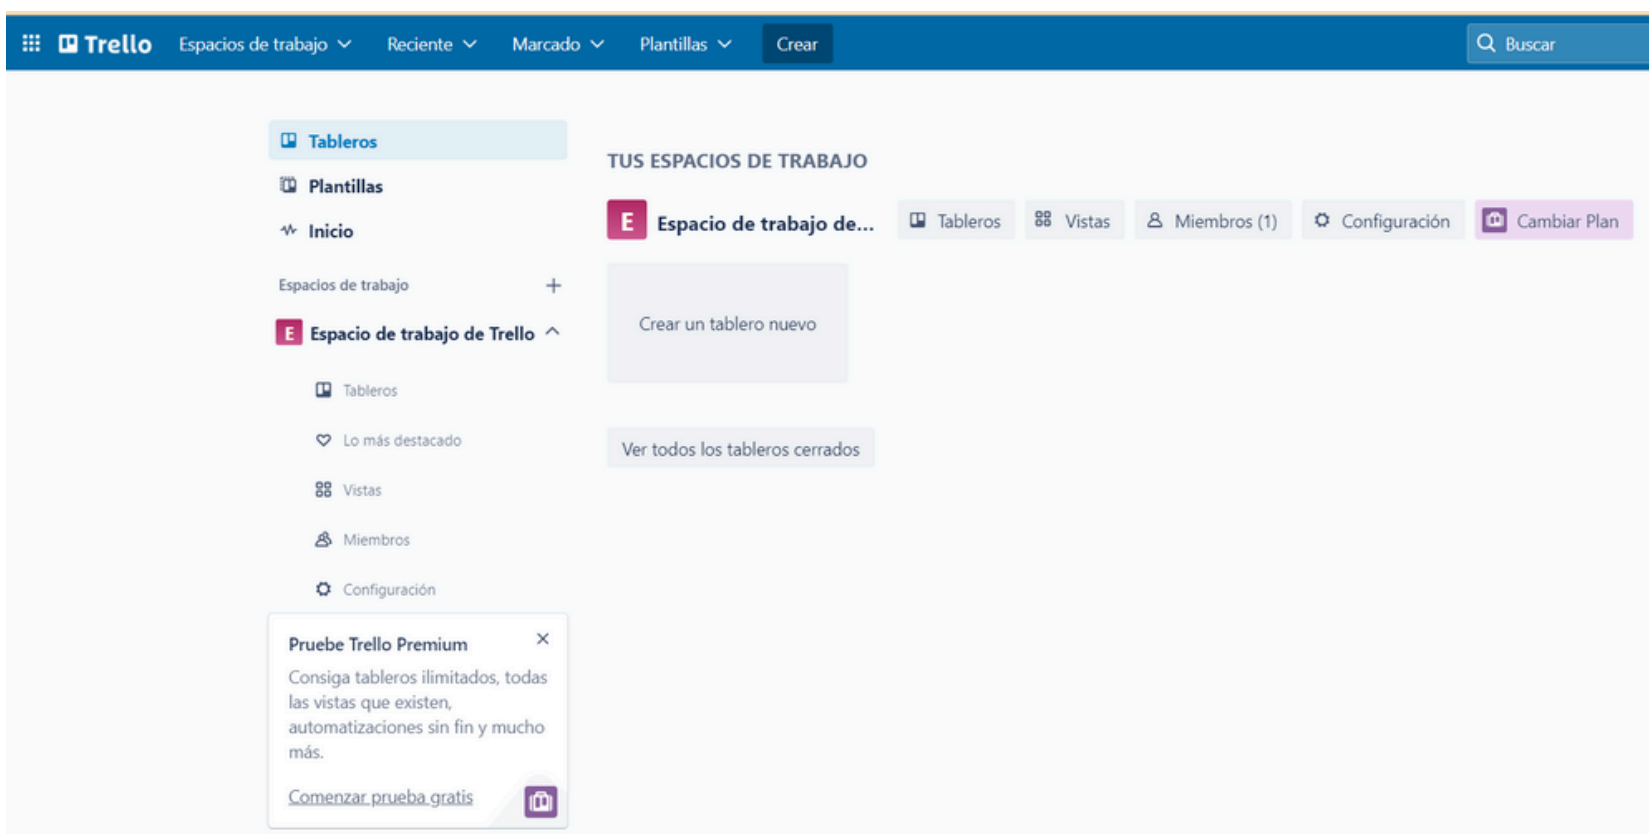 Trello Espacios de trabajo Reciente Marcado Plantillas Crear Buscar
Tableros
Plantillas
Inicio
Espacios de trabajo
E Espacio de trabajo de Trello
Tableros
Lo más destacado
Vistas
Miembros
Configuración
Pruebe Trello Premium
Consiga tableros ilimitados, todas
las vistas que existen,
automatizaciones sin fin y mucho
más.
Comenzar prueba gratis
TUS ESPACIOS DE TRABAJO
E Espacio de trabajo de... Tableros Vistas Miembros (1) Configuración Cambiar Plan
Crear un tablero nuevo
Ver todos los tableros cerrados